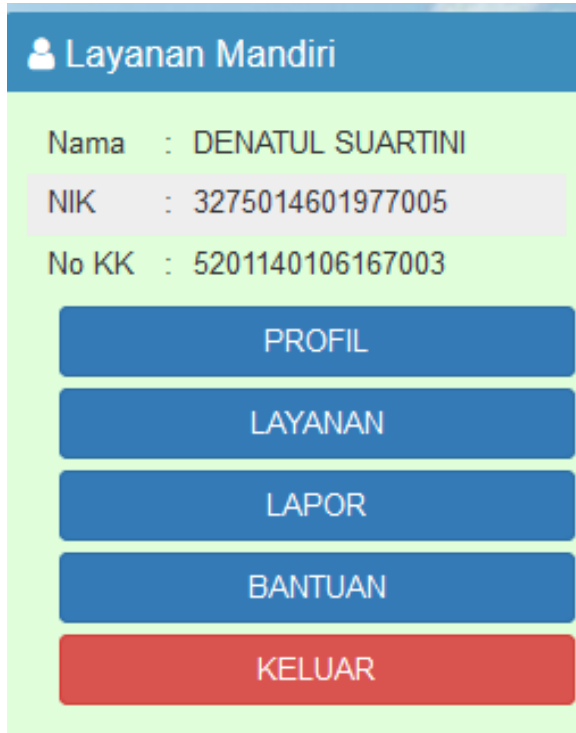 Layanan Mandiri
Nama : DENATUL SUARTINI
NIK : 3275014601977005
No KK : 5201140106167003
PROFIL
LAYANAN
LAPOR
BANTUAN
KELUAR